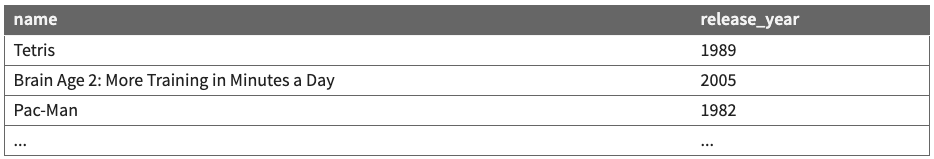 name release_year
Tetris 1989
Brain Age 2: More Training in Minutes a Day 2005
Pac-Man 1982
... ...